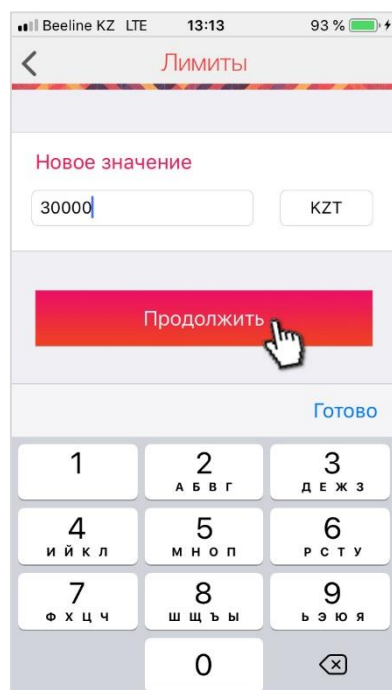 Beeline KZ LTE 13:13 93 %
Лимиты
Новое значение
30000 KZT
Продолжить
Готово
1 2 3
А Б В Г Д Е Ж З
4 5 6
И Й К Л М Н О П Р С Т У
7 8 9
Ф Х Ц Ч Ш Щ Ъ Ы Ь Э Ю Я
0